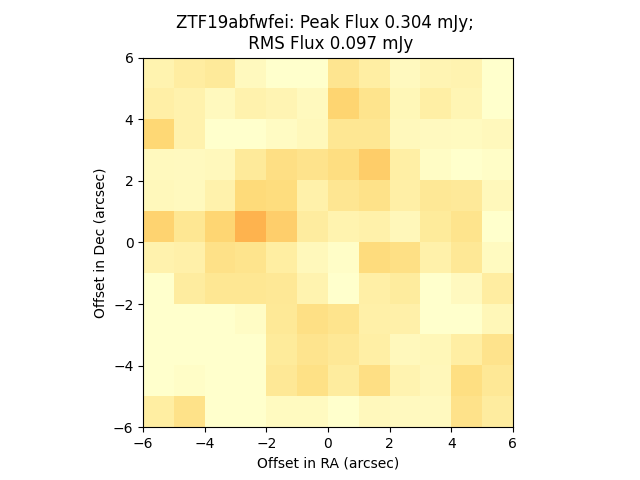 ZTF19abfwfei: Peak Flux 0.304 mJy;
RMS Flux 0.097 mJy
6
4
2
0
−2
−4
−6
Offset in Dec (arcsec)
−6 −4 −2 0 2 4 6
Offset in RA (arcsec)